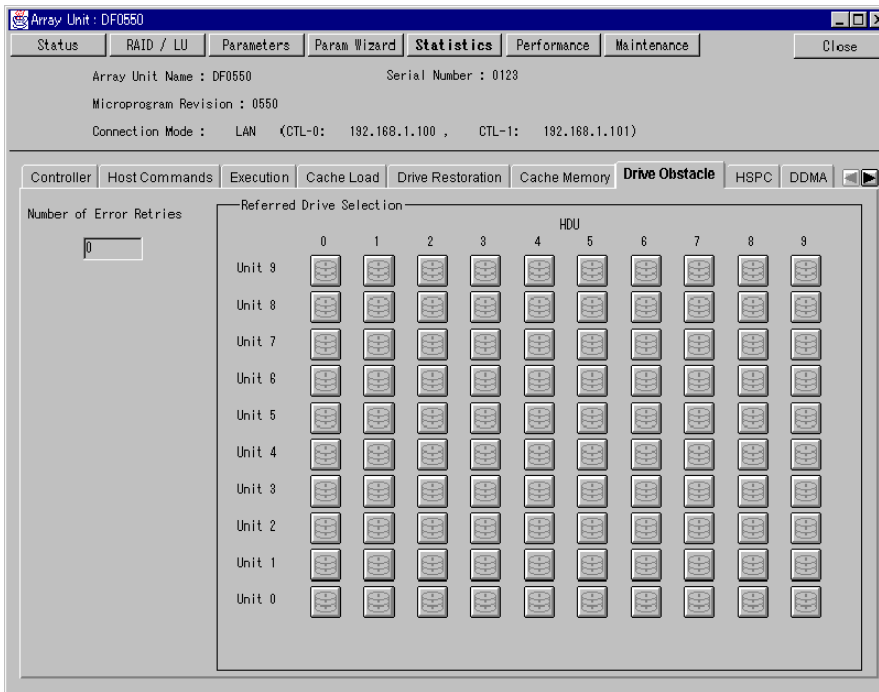 Array Unit : DF0550
Status RAID / LU Parameters Param Wizard Statistics Performance Maintenance Close
Array Unit Name : DF0550 Serial Number : 0123
Microprogram Revision : 0550
Connection Mode : LAN (CTL-0: 192.168.1.100 , CTL-1: 192.168.1.101)
Controller Host Commands Execution Cache Load Drive Restoration Cache Memory Drive Obstacle HSPC DDMA
Number of Error Retries
0
Referred Drive Selection
HDU
0 1 2 3 4 5 6 7 8 9
Unit 9
Unit 8
Unit 7
Unit 6
Unit 5
Unit 4
Unit 3
Unit 2
Unit 1
Unit 0